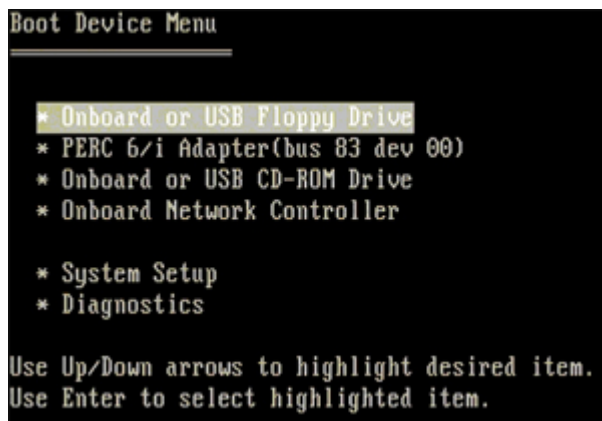 Boot Device Menu
* Onboard or USB Floppy Drive
* PERC 6/i Adapter(bus 83 dev 00)
* Onboard or USB CD-ROM Drive
* Onboard Network Controller
* System Setup
* Diagnostics
Use Up/Down arrows to highlight desired item.
Use Enter to select highlighted item.